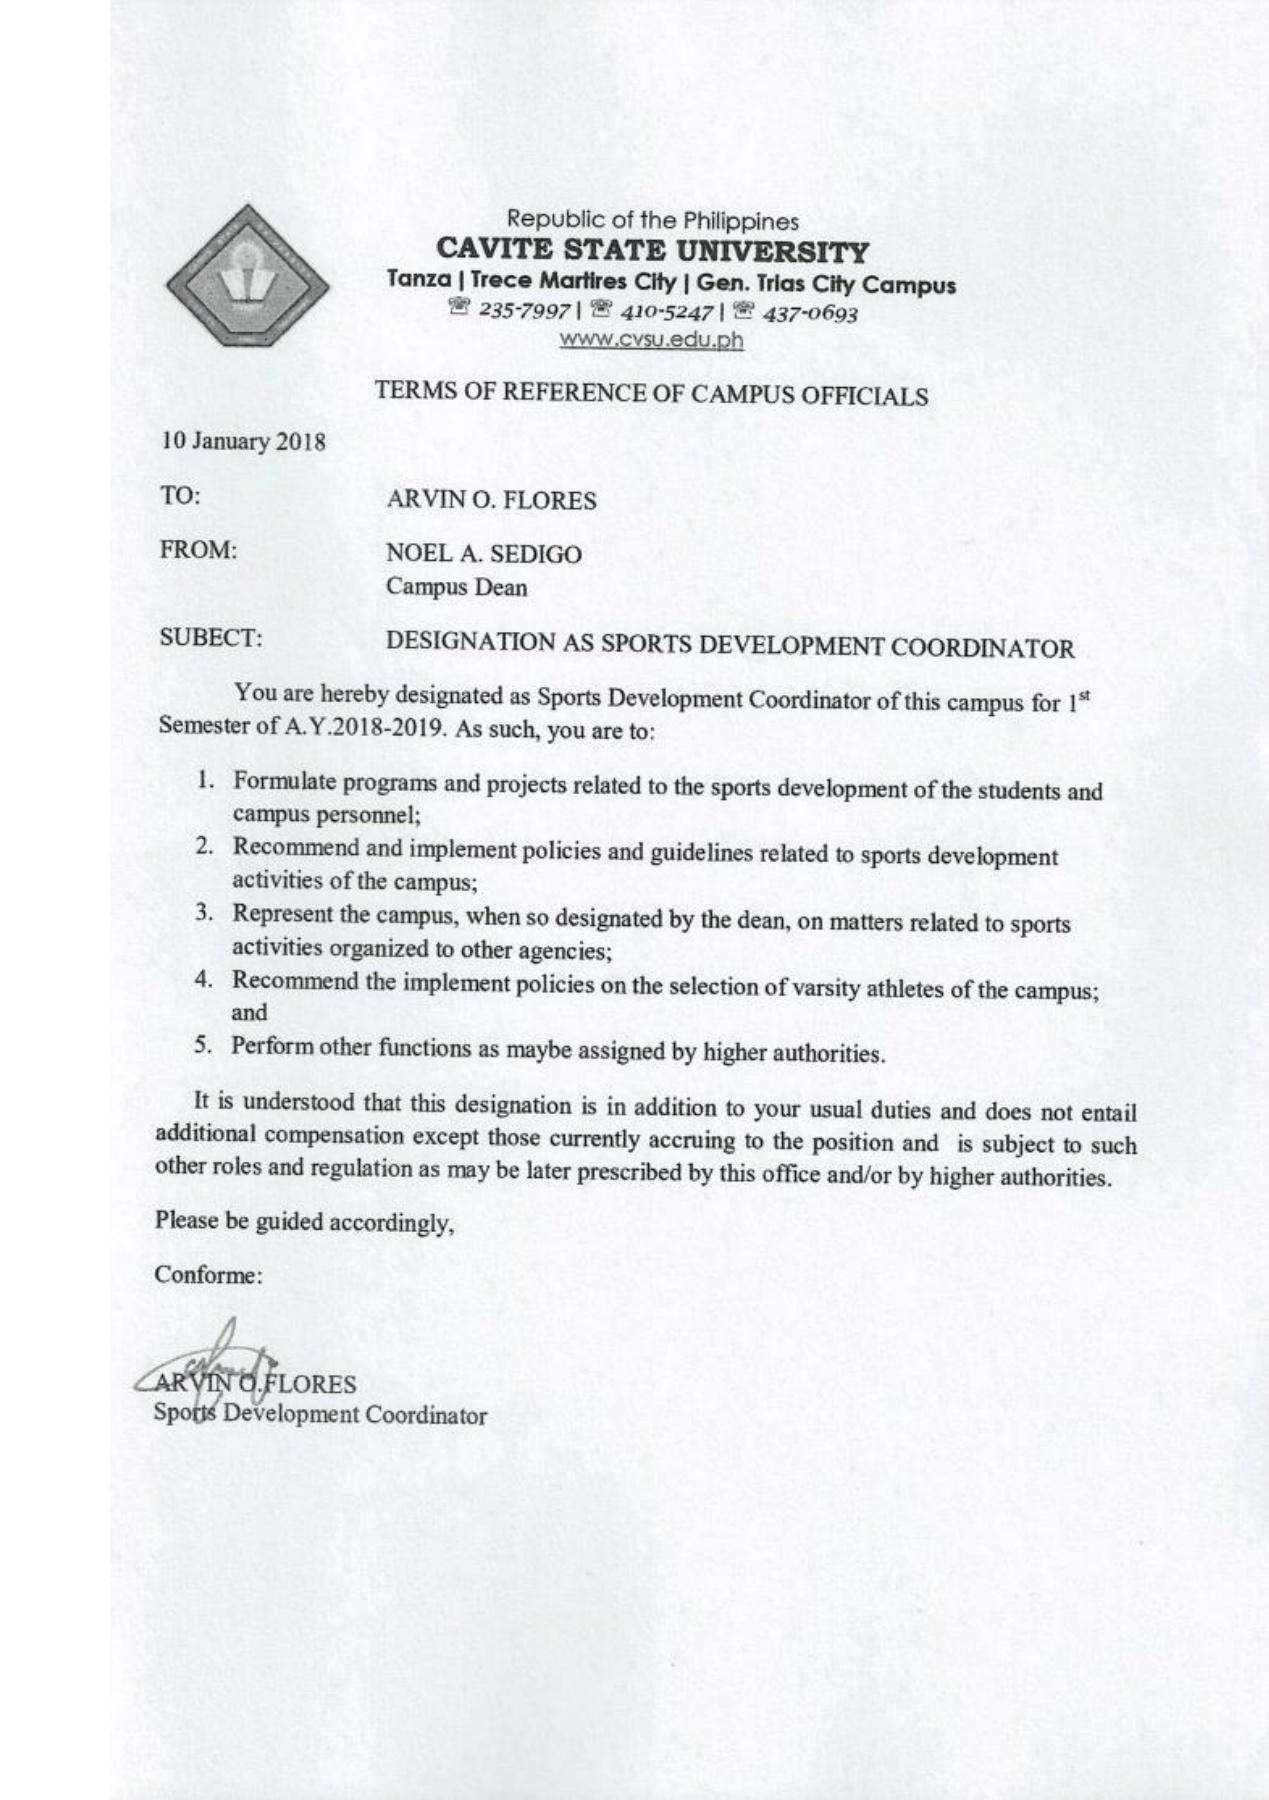 Republic of the Philippines
CAVITE STATE UNIVERSITY
Tanza | Trece Martires City | Gen. Trias City Campus
☏ 235-7997 | ☏ 410-5247 | ☏ 437-0693
www.cvsu.edu.ph
TERMS OF REFERENCE OF CAMPUS OFFICIALS
10 January 2018
TO: ARVIN O. FLORES
FROM: NOEL A. SEDIGO
Campus Dean
SUBECT: DESIGNATION AS SPORTS DEVELOPMENT COORDINATOR
You are hereby designated as Sports Development Coordinator of this campus for 1st
Semester of A.Y.2018-2019. As such, you are to:
1. Formulate programs and projects related to the sports development of the students and
campus personnel;
2. Recommend and implement policies and guidelines related to sports development
activities of the campus;
3. Represent the campus, when so designated by the dean, on matters related to sports
activities organized to other agencies;
4. Recommend the implement policies on the selection of varsity athletes of the campus;
and
5. Perform other functions as maybe assigned by higher authorities.
It is understood that this designation is in addition to your usual duties and does not entail
additional compensation except those currently accruing to the position and is subject to such
other roles and regulation as may be later prescribed by this office and/or by higher authorities.
Please be guided accordingly,
Conforme:
ARVIN O.FLORES
Sports Development Coordinator